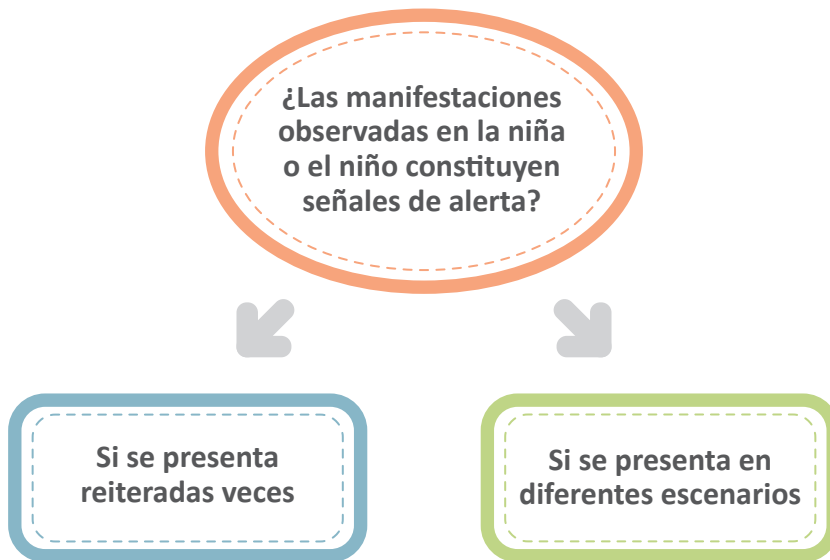 ¿Las manifestaciones
observadas en la niña
o el niño constituyen
señales de alerta?
Si se presenta
reiteradas veces
Si se presenta en
diferentes escenarios